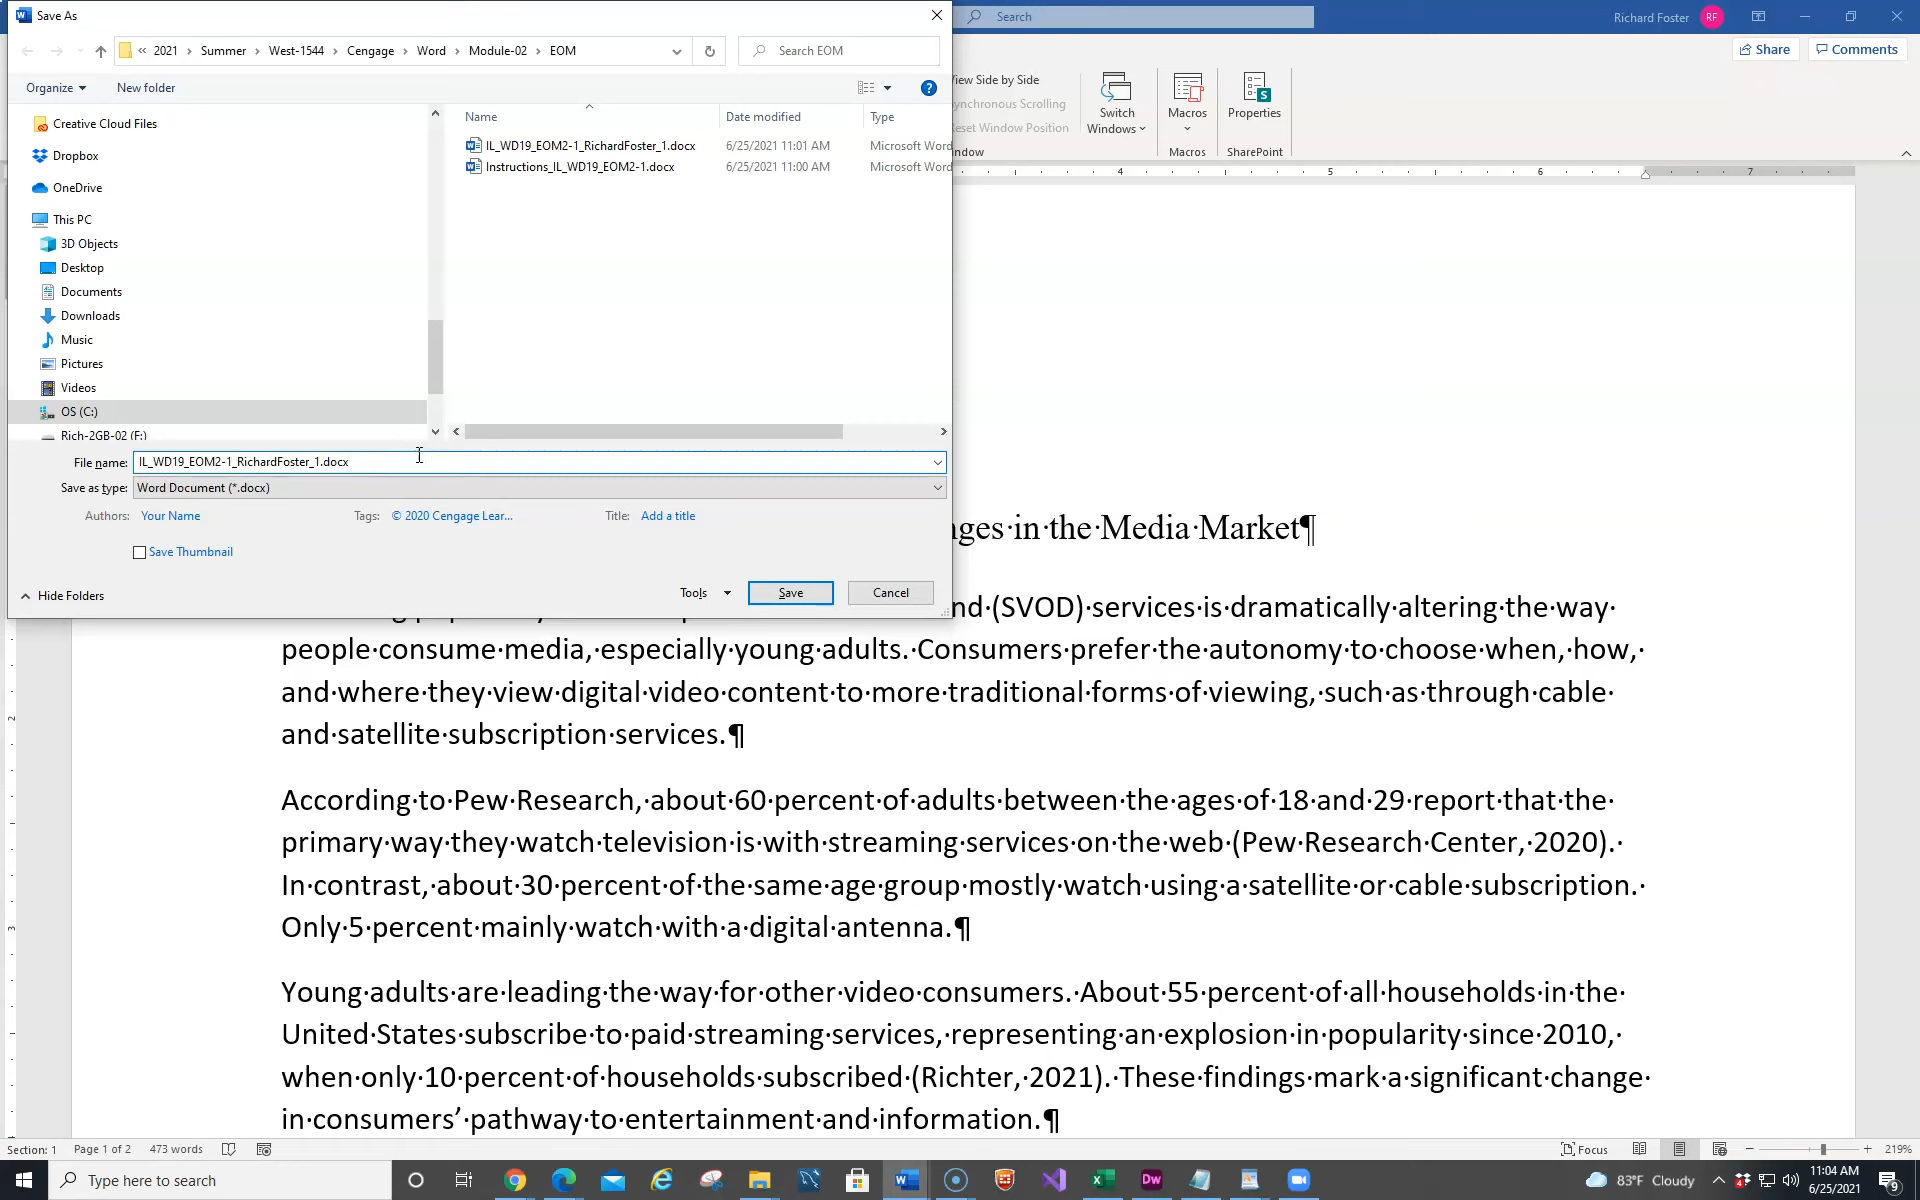 Save As
Search
Richard Foster
RF
2021 Summer West-1544 Cengage Word Module-02 EOM
Search EOM
Share
Comments
Organize
New folder
View Side by Side
Synchronous Scrolling
Reset Window Position
Switch
Windows
Macros
Properties
Macros
SharePoint
Name
Date modified
Type
Creative Cloud Files
Dropbox
OneDrive
This PC
3D Objects
Desktop
Documents
Downloads
Music
Pictures
Videos
OS (C:)
Rich-2GB-02 (F:)
IL_WD19_EOM2-1_RichardFoster_1.docx 6/25/2021 11:01 AM Microsoft Word
Instructions_IL_WD19_EOM2-1.docx 6/25/2021 11:00 AM Microsoft Word
4 5 6 7
File name: IL_WD19_EOM2-1_RichardFoster_1.docx
Save as type: Word Document (*.docx)
Authors: Your Name Tags: © 2020 Cengage Lear... Title: Add a title
Save Thumbnail
Hide Folders
Tools
Save
Cancel
nges·in·the·Media·Market¶
nd·(SVOD)·services·is·dramatically·altering·the·way·
people·consume·media,·especially·young·adults.·Consumers·prefer·the·autonomy·to·choose·when,·how,·
and·where·they·view·digital·video·content·to·more·traditional·forms·of·viewing,·such·as·through·cable·
and·satellite·subscription·services.¶
According·to·Pew·Research,·about·60·percent·of·adults·between·the·ages·of·18·and·29·report·that·the·
primary·way·they·watch·television·is·with·streaming·services·on·the·web·(Pew·Research·Center,·2020).·
In·contrast,·about·30·percent·of·the·same·age·group·mostly·watch·using·a·satellite·or·cable·subscription.·
Only·5·percent·mainly·watch·with·a·digital·antenna.¶
Young·adults·are·leading·the·way·for·other·video·consumers.·About·55·percent·of·all·households·in·the·
United·States·subscribe·to·paid·streaming·services,·representing·an·explosion·in·popularity·since·2010,·
when·only·10·percent·of·households·subscribed·(Richter,·2021).·These·findings·mark·a·significant·change·
in·consumers’·pathway·to·entertainment·and·information.¶
Section: 1 Page 1 of 2 473 words
Focus
219%
Type here to search
83°F Cloudy
11:04 AM
6/25/2021